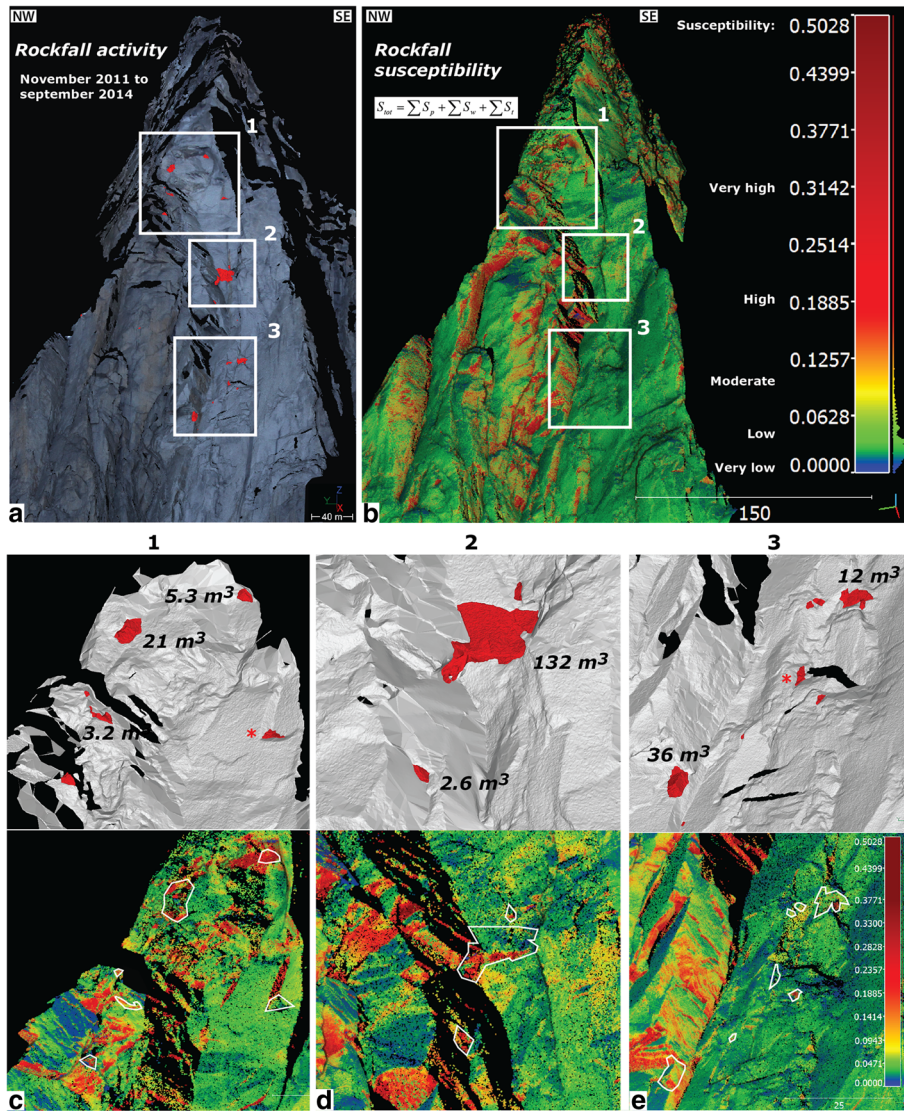 NW
SE
Rockfall activity
November 2011 to
september 2014
1
2
3
Z
Y
X
40 m
a
NW
SE
Rockfall
susceptibility
S_tot = ∑ S_p + ∑ S_w + ∑ S_t
1
2
3
Susceptibility:
0.5028
0.4399
0.3771
Very high
0.3142
0.2514
High
0.1885
0.1257
Moderate
0.0628
Low
Very low
0.0000
150
b
1
2
3
5.3 m³
21 m³
3.2 m
*
132 m³
2.6 m³
12 m³
*
36 m³
0.5028
0.4399
0.3771
0.3300
0.2828
0.2357
0.1885
0.1414
0.0943
0.0471
0.0000
25
c
d
e